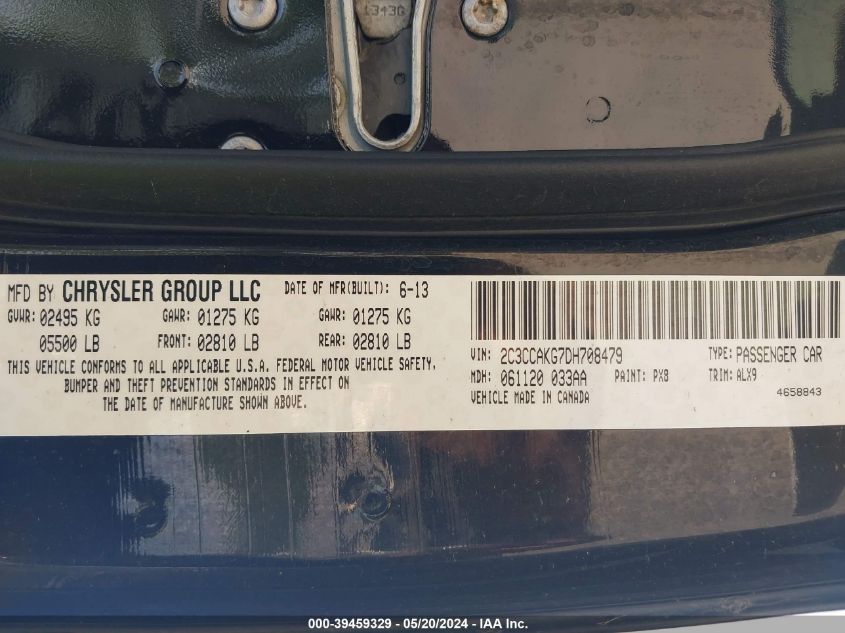 1343G
MFD BY CHRYSLER GROUP LLC DATE OF MFR(BUILT): 6-13
GVWR: 02495 KG GAWR: 01275 KG GAWR: 01275 KG
05500 LB FRONT: 02810 LB REAR: 02810 LB
THIS VEHICLE CONFORMS TO ALL APPLICABLE U.S.A. FEDERAL MOTOR VEHICLE SAFETY,
BUMPER AND THEFT PREVENTION STANDARDS IN EFFECT ON
THE DATE OF MANUFACTURE SHOWN ABOVE.
VIN: 2C3CCAKG7DH708479 TYPE: PASSENGER CAR
MDH: 061120 033AA PAINT: PX8 TRIM: ALX9
VEHICLE MADE IN CANADA 4658843
000-39459329 - 05/20/2024 - IAA Inc.